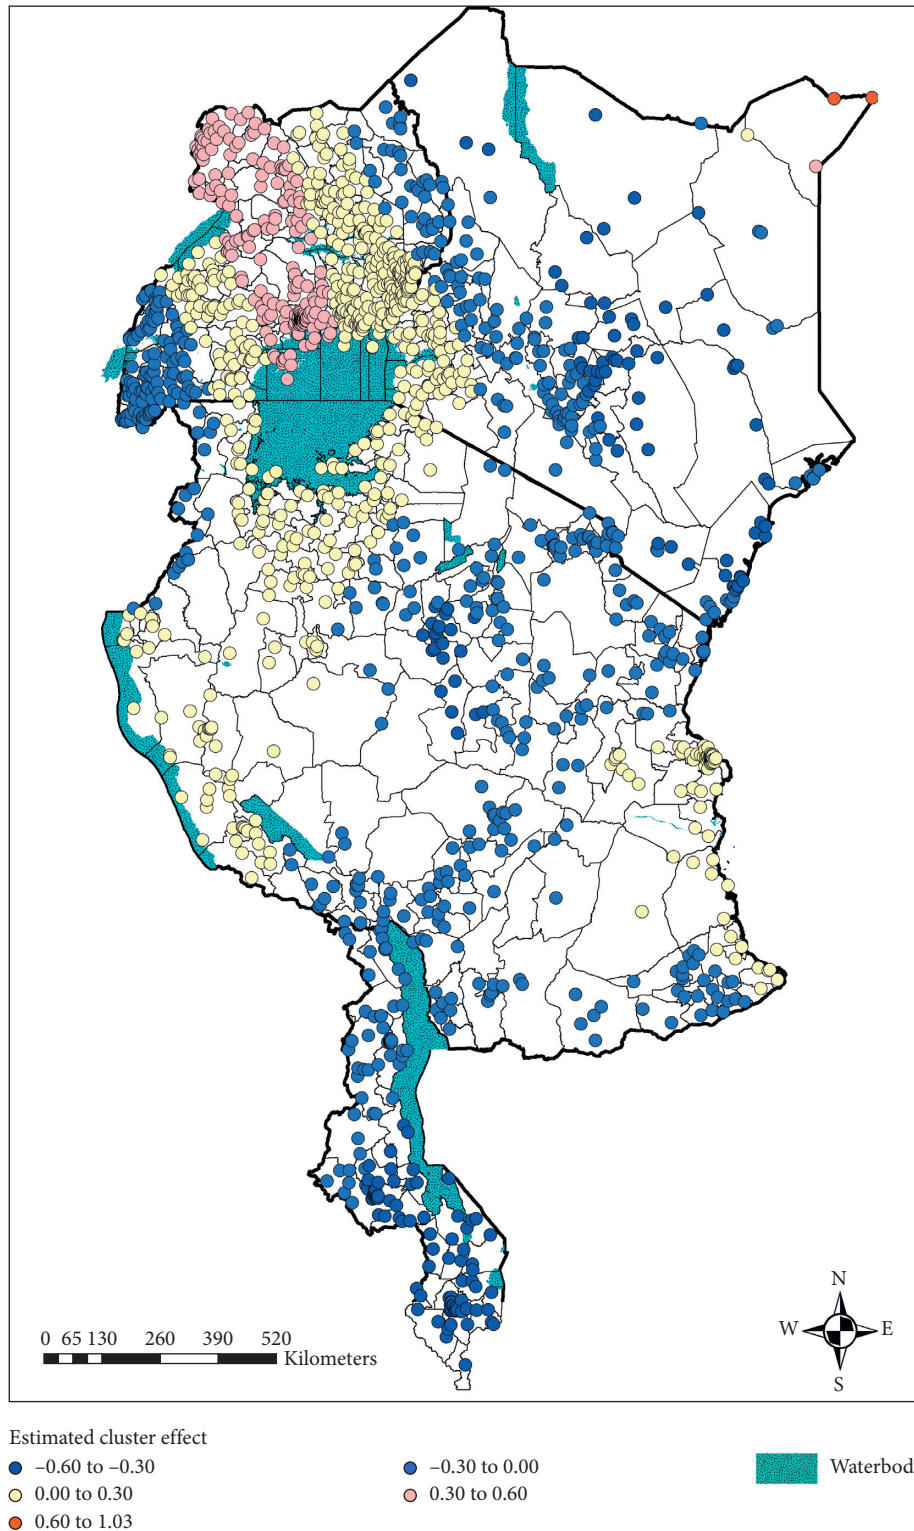 N
W E
S
0 65 130 260 390 520
Kilometers
Estimated cluster effect
−0.60 to −0.30
−0.30 to 0.00
Waterbod
0.00 to 0.30
0.30 to 0.60
0.60 to 1.03